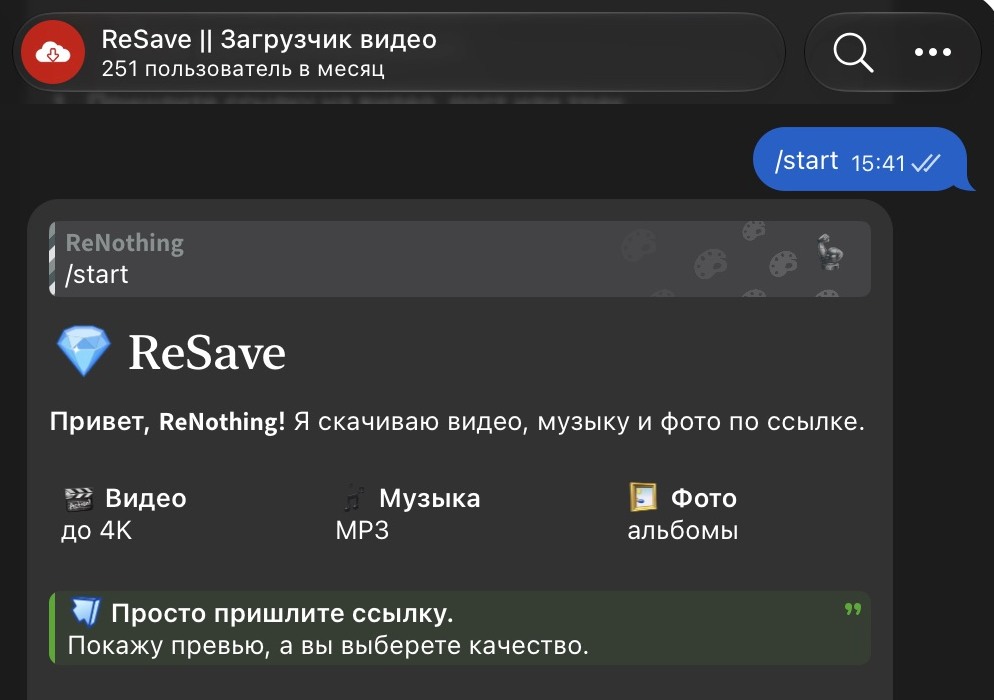 ReSave || Загрузчик видео
251 пользователь в месяц
/start 15:41
ReNothing
/start
ReSave
Привет, ReNothing! Я скачиваю видео, музыку и фото по ссылке.
Видео Музыка Фото
до 4K MP3 альбомы
Просто пришлите ссылку.
Покажу превью, а вы выберете качество.